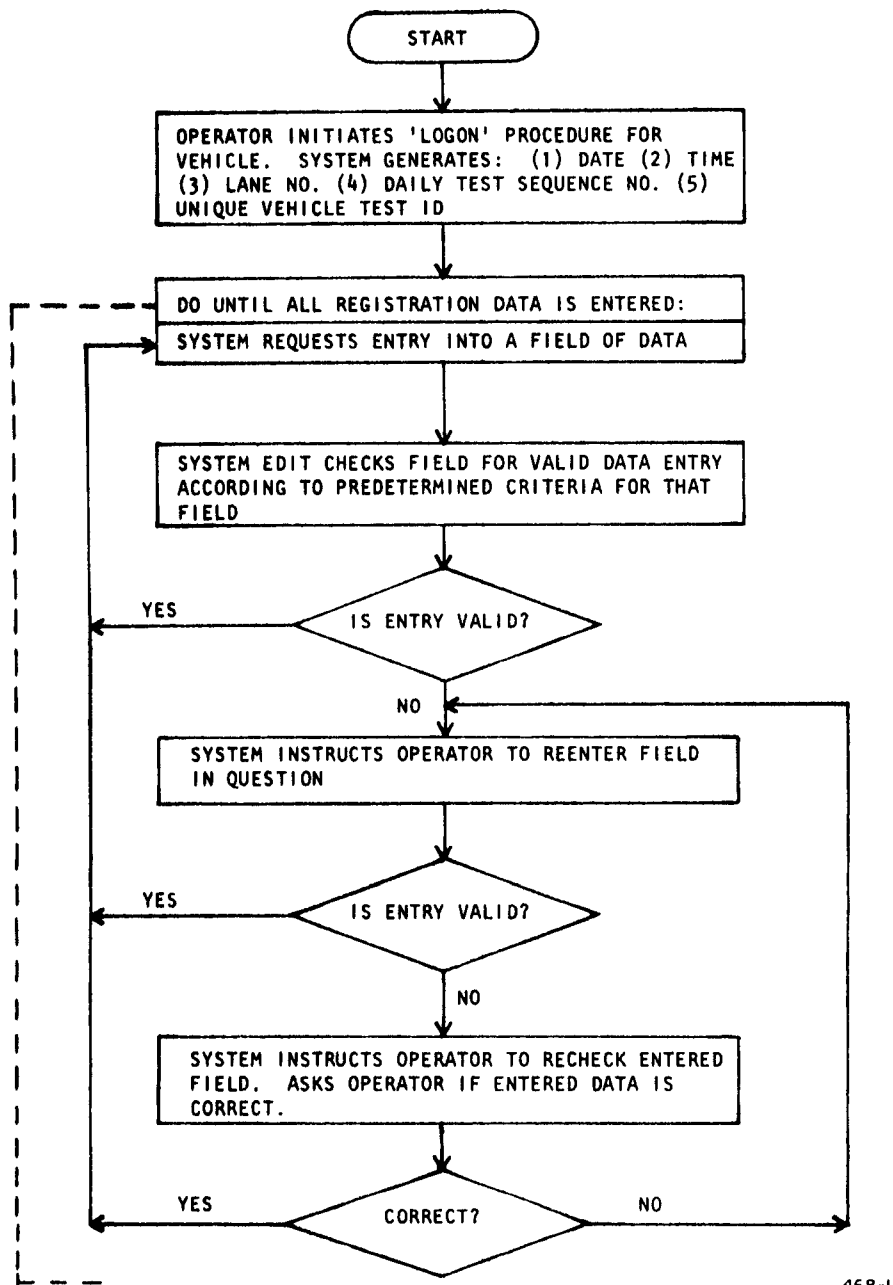 START
OPERATOR INITIATES 'LOGON' PROCEDURE FOR
VEHICLE. SYSTEM GENERATES: (1) DATE (2) TIME
(3) LANE NO. (4) DAILY TEST SEQUENCE NO. (5)
UNIQUE VEHICLE TEST ID
DO UNTIL ALL REGISTRATION DATA IS ENTERED:
SYSTEM REQUESTS ENTRY INTO A FIELD OF DATA
SYSTEM EDIT CHECKS FIELD FOR VALID DATA ENTRY
ACCORDING TO PREDETERMINED CRITERIA FOR THAT
FIELD
YES
IS ENTRY VALID?
NO
SYSTEM INSTRUCTS OPERATOR TO REENTER FIELD
IN QUESTION
YES
IS ENTRY VALID?
NO
SYSTEM INSTRUCTS OPERATOR TO RECHECK ENTERED
FIELD. ASKS OPERATOR IF ENTERED DATA IS
CORRECT.
YES
CORRECT?
NO